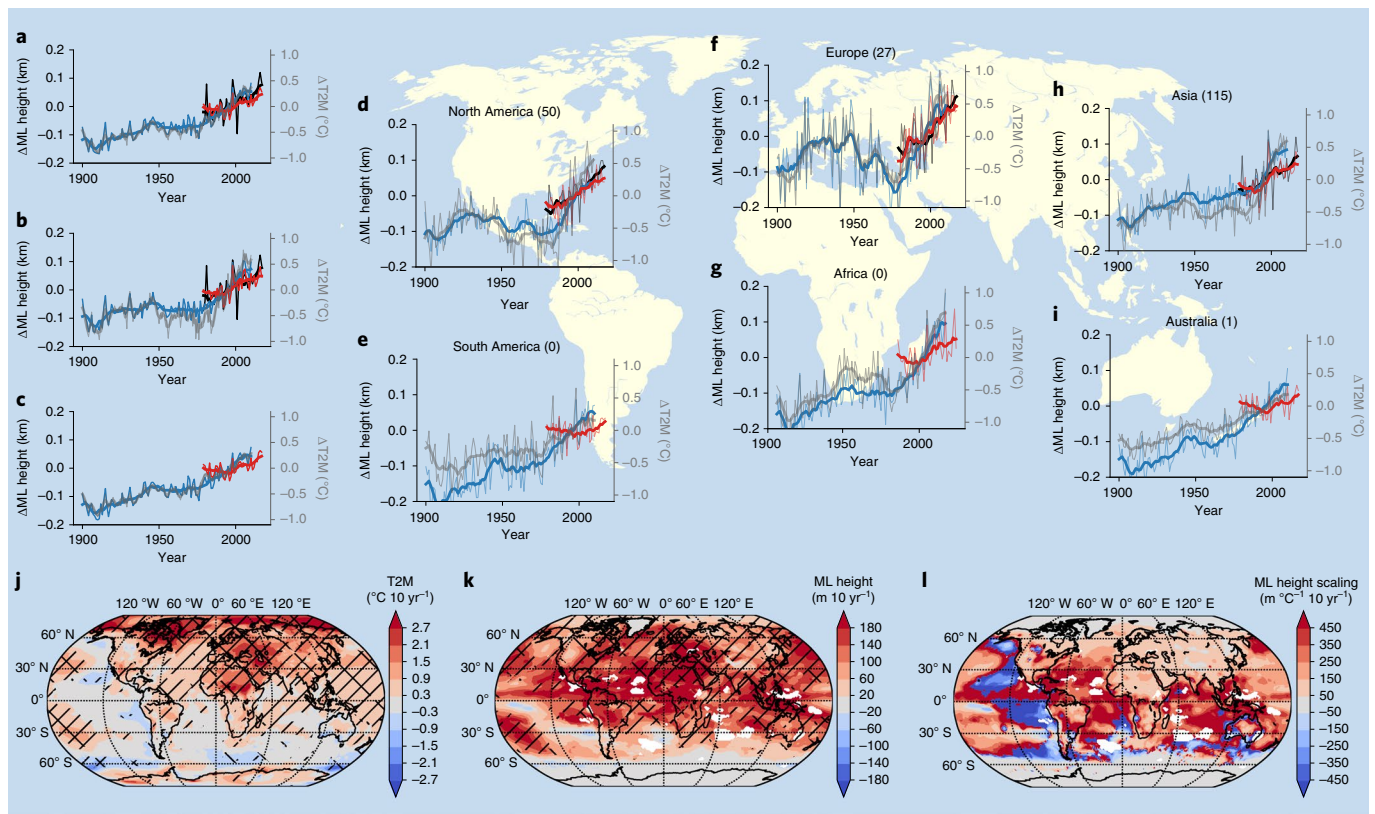 a
0.2
0.1
0.0
−0.1
−0.2
ΔML height (km)
1.0
0.5
0.0
−0.5
−1.0
ΔT2M (°C)
1900
1950
2000
Year
b
0.2
0.1
0.0
−0.1
−0.2
ΔML height (km)
1.0
0.5
0.0
−0.5
−1.0
ΔT2M (°C)
1900
1950
2000
Year
c
0.2
0.1
0.0
−0.1
−0.2
ΔML height (km)
1.0
0.5
0.0
−0.5
−1.0
ΔT2M (°C)
1900
1950
2000
Year
d
North America (50)
0.2
0.1
0.0
−0.1
−0.2
ΔML height (km)
1.0
0.5
0.0
−0.5
−1.0
ΔT2M (°C)
1900
1950
2000
Year
e
South America (0)
0.2
0.1
0.0
−0.1
−0.2
ΔML height (km)
1.0
0.5
0.0
−0.5
−1.0
ΔT2M (°C)
1900
1950
2000
Year
f
Europe (27)
0.2
0.1
0.0
−0.1
−0.2
ΔML height (km)
1.0
0.5
0.0
−0.5
−1.0
ΔT2M (°C)
1900
1950
2000
Year
g
Africa (0)
0.2
0.1
0.0
−0.1
−0.2
ΔML height (km)
1.0
0.5
0.0
−0.5
−1.0
ΔT2M (°C)
1900
1950
2000
Year
h
Asia (115)
0.2
0.1
0.0
−0.1
−0.2
ΔML height (km)
1.0
0.5
0.0
−0.5
−1.0
ΔT2M (°C)
1900
1950
2000
Year
i
Australia (1)
0.2
0.1
0.0
−0.1
−0.2
ΔML height (km)
1.0
0.5
0.0
−0.5
−1.0
ΔT2M (°C)
1900
1950
2000
Year
j
T2M
(°C 10 yr⁻¹)
120 °W 60 °W 0° 60 °E 120 °E
60° N
30° N
0°
30° S
60° S
2.7
2.1
1.5
0.9
0.3
−0.3
−0.9
−1.5
−2.1
−2.7
k
ML height
(m 10 yr⁻¹)
120° W 60° W 0° 60° E 120° E
60° N
30° N
0°
30° S
60° S
180
140
100
60
20
−20
−60
−100
−140
−180
l
ML height scaling
(m °C⁻¹ 10 yr⁻¹)
120° W 60° W 0° 60° E 120° E
60° N
30° N
0°
30° S
60° S
450
350
250
150
50
−50
−150
−250
−350
−450